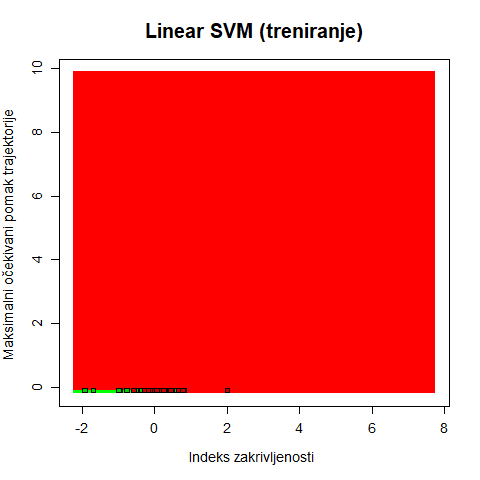 Linear SVM (treniranje)
Maksimalni očekivani pomak trajektorije
10
8
6
4
2
0
-2 0 2 4 6 8
Indeks zakrivljenosti